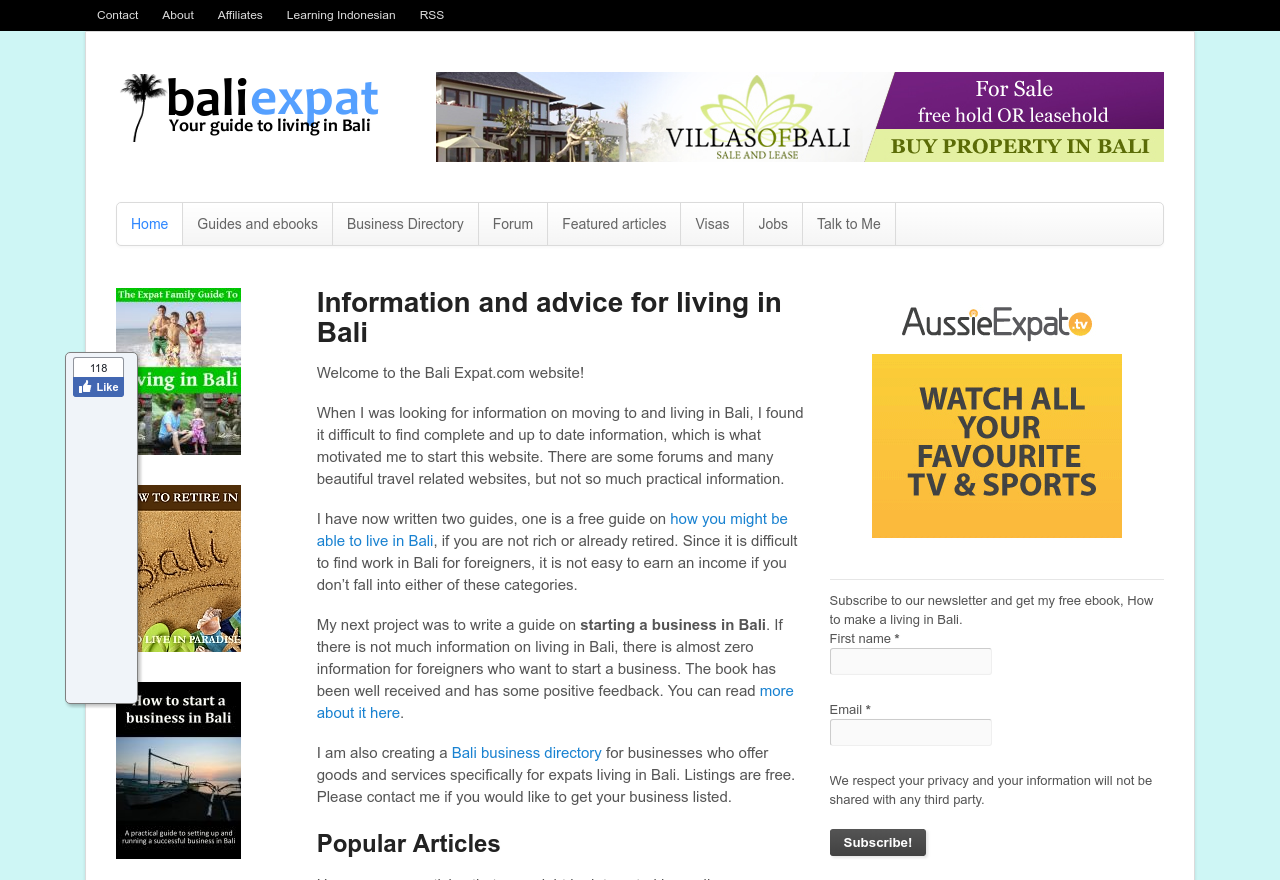 Contact About Affiliates Learning Indonesian RSS
baliexpat
Your guide to living in Bali
VILLASOFBALI
SALE AND LEASE
For Sale
free hold OR leasehold
BUY PROPERTY IN BALI
Home Guides and ebooks Business Directory Forum Featured articles Visas Jobs Talk to Me
The Expat Family Guide To
ving in Bali
118
Like
W TO RETIRE IN
Bali
O LIVE IN PARADISE
How to start a
business in Bali
A practical guide to setting up and
running a successful business in Bali
Information and advice for living in
Bali
Welcome to the Bali Expat.com website!
When I was looking for information on moving to and living in Bali, I found
it difficult to find complete and up to date information, which is what
motivated me to start this website. There are some forums and many
beautiful travel related websites, but not so much practical information.
I have now written two guides, one is a free guide on how you might be
able to live in Bali, if you are not rich or already retired. Since it is difficult
to find work in Bali for foreigners, it is not easy to earn an income if you
don’t fall into either of these categories.
My next project was to write a guide on starting a business in Bali. If
there is not much information on living in Bali, there is almost zero
information for foreigners who want to start a business. The book has
been well received and has some positive feedback. You can read more
about it here.
I am also creating a Bali business directory for businesses who offer
goods and services specifically for expats living in Bali. Listings are free.
Please contact me if you would like to get your business listed.
Popular Articles
AussieExpat.tv
WATCH ALL
YOUR
FAVOURITE
TV & SPORTS
Subscribe to our newsletter and get my free ebook, How
to make a living in Bali.
First name *
Email *
We respect your privacy and your information will not be
shared with any third party.
Subscribe!